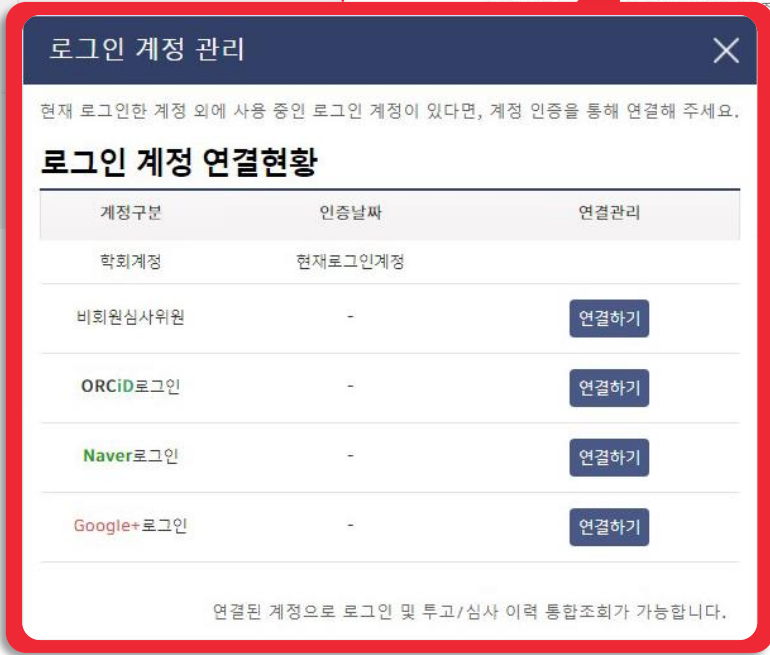 로그인 계정 관리
현재 로그인한 계정 외에 사용 중인 로그인 계정이 있다면, 계정 인증을 통해 연결해 주세요.
로그인 계정 연결현황
계정구분 인증날짜 연결관리
학회계정 현재로그인계정
비회원심사위원 - 연결하기
ORCiD로그인 - 연결하기
Naver로그인 - 연결하기
Google+로그인 - 연결하기
연결된 계정으로 로그인 및 투고/심사 이력 통합조회가 가능합니다.